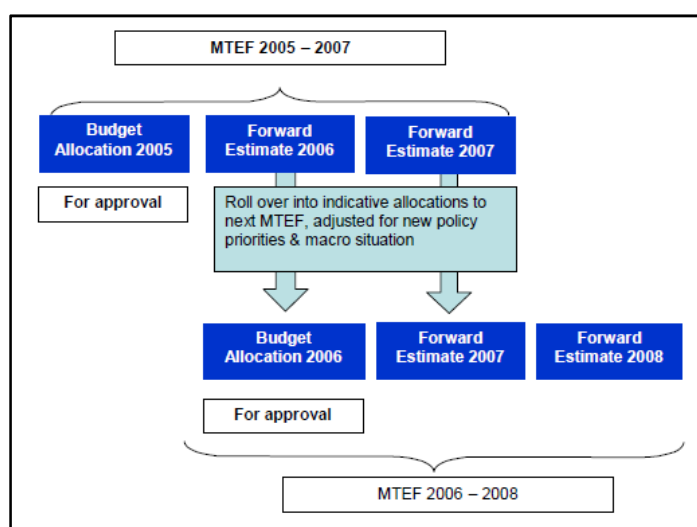 MTEF 2005 – 2007
Budget
Allocation 2005
Forward
Estimate 2006
Forward
Estimate 2007
For approval
Roll over into indicative allocations to
next MTEF, adjusted for new policy
priorities & macro situation
Budget
Allocation 2006
Forward
Estimate 2007
Forward
Estimate 2008
For approval
MTEF 2006 – 2008